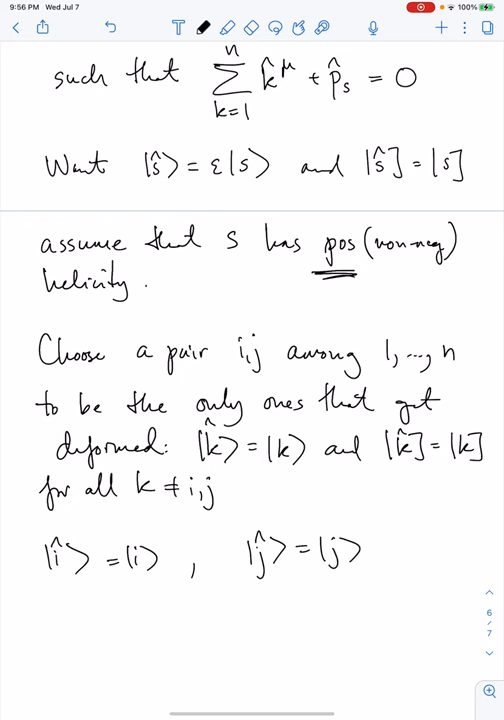 9:56 PM Wed Jul 7
100%
such that ∑_{k=1}^{n} k̂^μ + p̂_s = 0
Want |ŝ⟩ = ε|s⟩ and |ŝ] = |s]
assume that s has pos (non-neg)
helicity.
Choose a pair i,j among 1,...,n
to be the only ones that get
deformed: |k̂⟩ = |k⟩ and |k̂] = |k]
for all k ≠ i,j
|î⟩ = |i⟩ , |ĵ⟩ = |j⟩
6
/
7